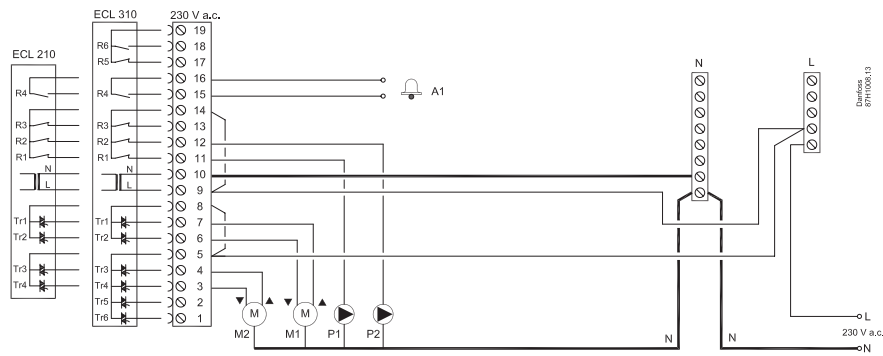 ECL 310
230 V a.c.
ECL 210
19
R6
18
R5
17
16
R4
R4
15
A1
14
R3
R3
13
R2
R2
12
R1
R1
11
N
N
10
L
L
9
8
Tr1
Tr1
7
Tr2
Tr2
6
5
Tr3
Tr3
4
Tr4
Tr4
3
Tr5
2
Tr6
1
M
M
M2
M1
P1
P2
N
L
Danfoss
87H1008.13
N
N
L
230 V a.c.
N